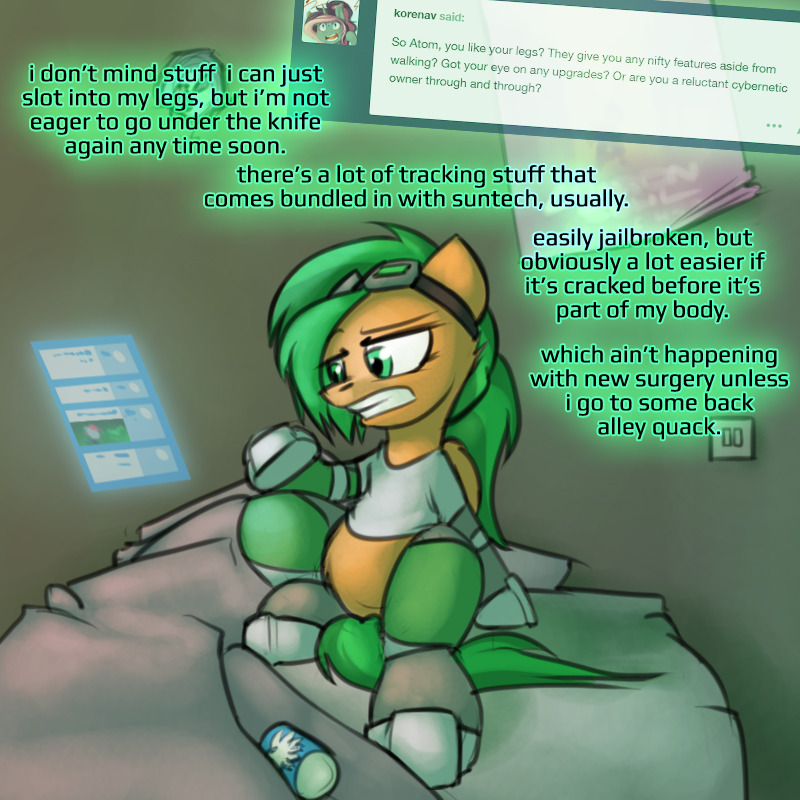 korenav said:
So Atom, you like your legs? They give you any nifty features aside from
walking? Got your eye on any upgrades? Or are you a reluctant cybernetic
owner through and through?
i don't mind stuff i can just
slot into my legs, but i'm not
eager to go under the knife
again any time soon.
there's a lot of tracking stuff that
comes bundled in with suntech, usually.
easily jailbroken, but
obviously a lot easier if
it's cracked before it's
part of my body.
which ain't happening
with new surgery unless
i go to some back
alley quack.